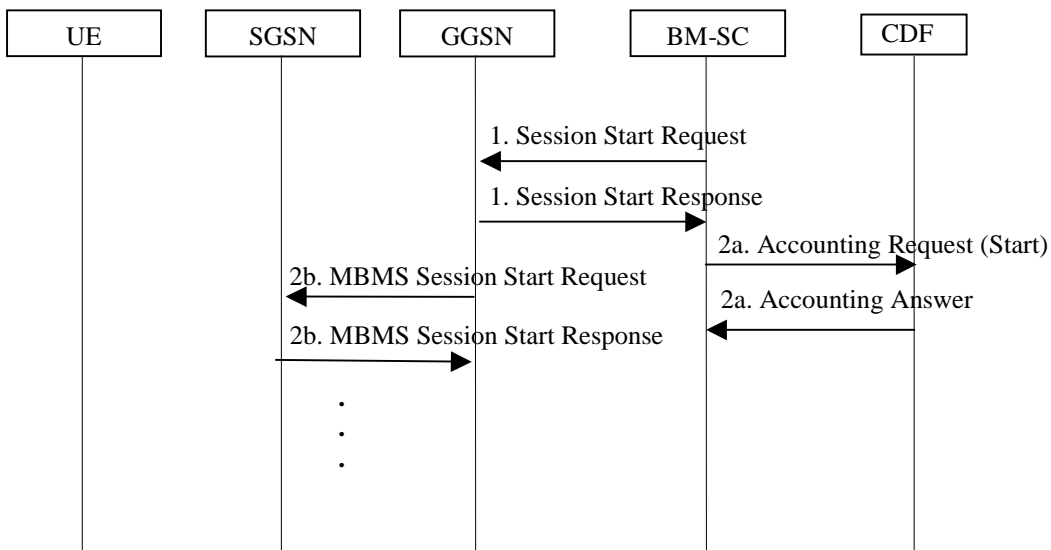 UE
SGSN
GGSN
BM-SC
CDF
1. Session Start Request
1. Session Start Response
2a. Accounting Request (Start)
2b. MBMS Session Start Request
2a. Accounting Answer
2b. MBMS Session Start Response
.
.
.